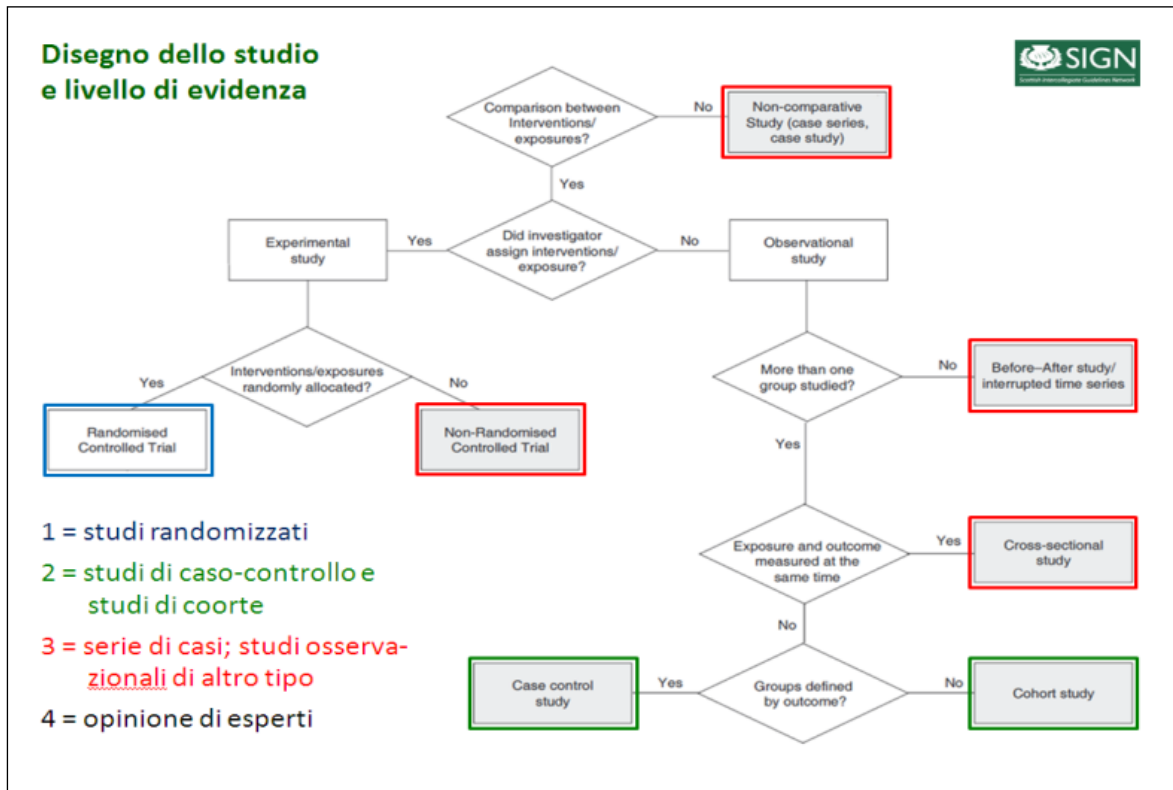 Disegno dello studio
e livello di evidenza
SIGN
Scottish Intercollegiate Guidelines Network
Comparison between
Interventions/
exposures?
No
Non-comparative
Study (case series,
case study)
Yes
Experimental
study
Yes
Did investigator
assign interventions/
exposure?
No
Observational
study
Interventions/exposures
randomly allocated?
Yes
No
More than one
group studied?
No
Before–After study/
interrupted time series
Randomised
Controlled Trial
Non-Randomised
Controlled Trial
Yes
1 = studi randomizzati
2 = studi di caso-controllo e
studi di coorte
3 = serie di casi; studi osserva-
zionali di altro tipo
4 = opinione di esperti
Exposure and outcome
measured at the
same time
Yes
Cross-sectional
study
No
Case control
study
Yes
Groups defined
by outcome?
No
Cohort study